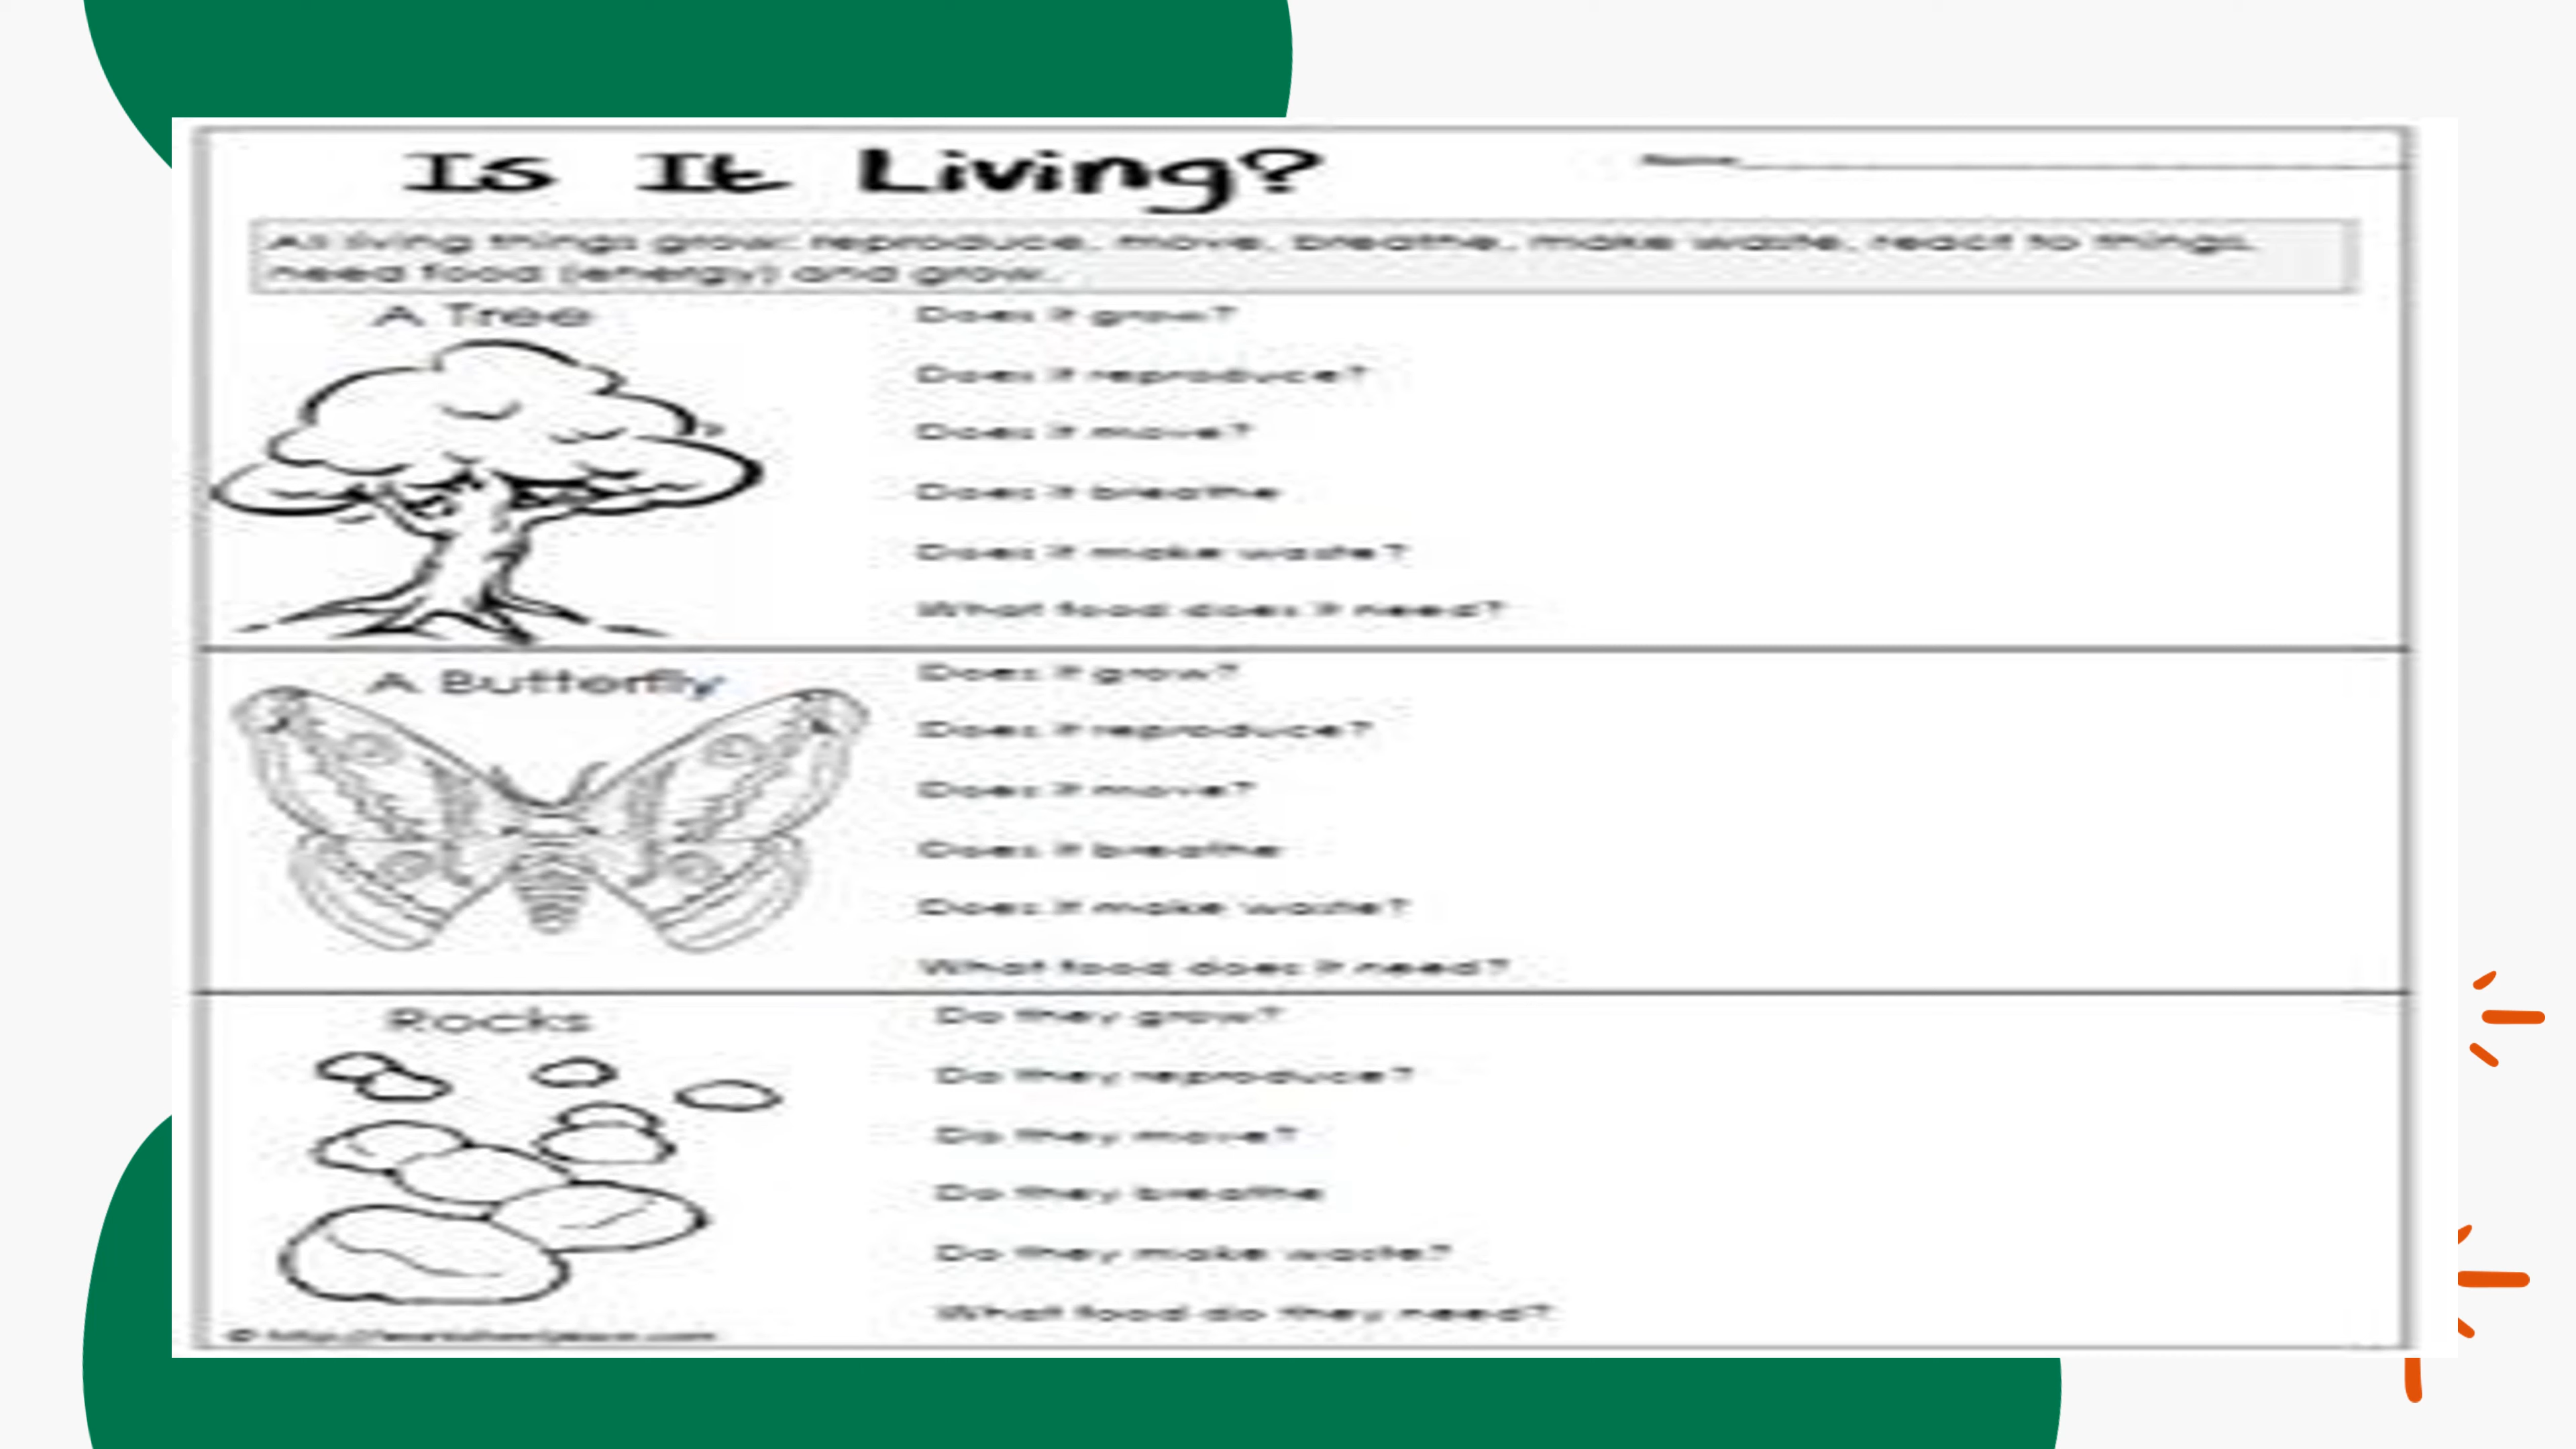 Is It Living?
Name
All living things grow: reproduce, move, breathe, make waste, react to things,
need food (energy) and grow.
A Tree
Does it grow?
Does it reproduce?
Does it move?
Does it breathe
Does it make waste?
What food does it need?
A Butterfly
Does it grow?
Does it reproduce?
Does it move?
Does it breathe
Does it make waste?
What food does it need?
Rocks
Do they grow?
Do they reproduce?
Do they move?
Do they breathe
Do they make waste?
What food do they need?